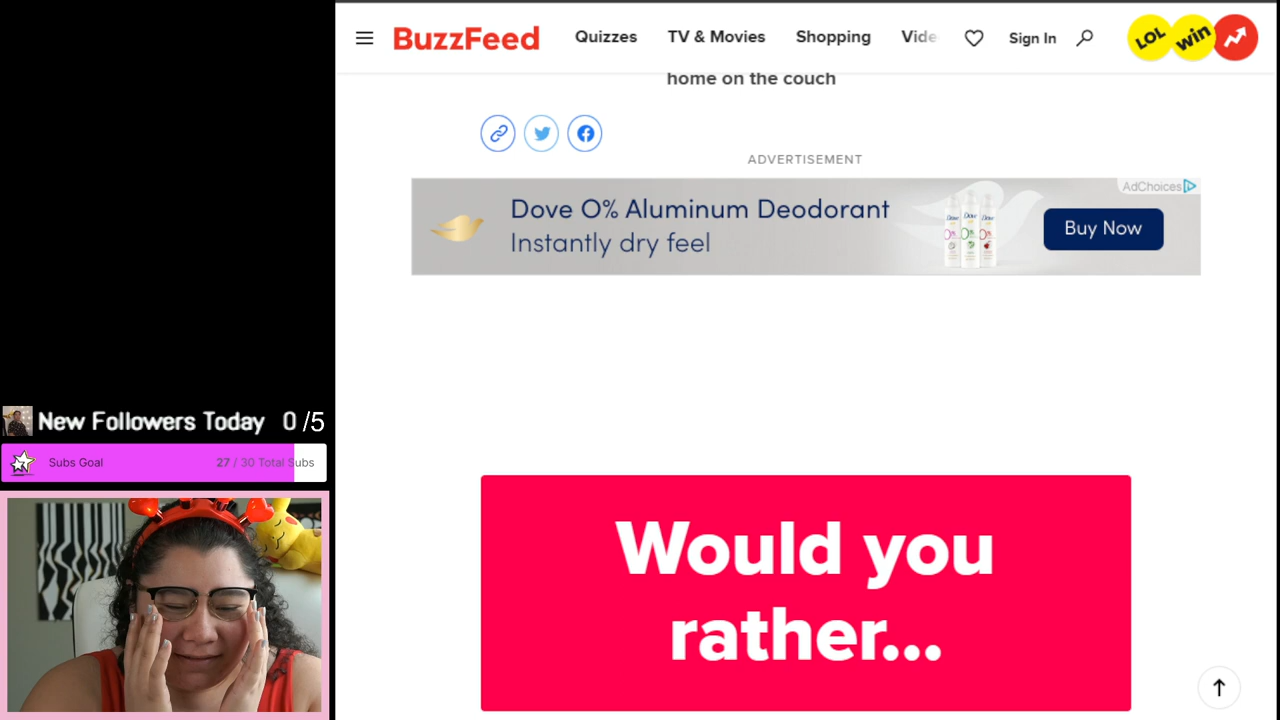 BuzzFeed
Quizzes TV & Movies Shopping Vide Sign In LOL win
home on the couch
ADVERTISEMENT
AdChoices
Dove 0% Aluminum Deodorant
Instantly dry feel
Buy Now
New Followers Today 0 /5
Subs Goal 27 / 30 Total Subs
Would you
rather...